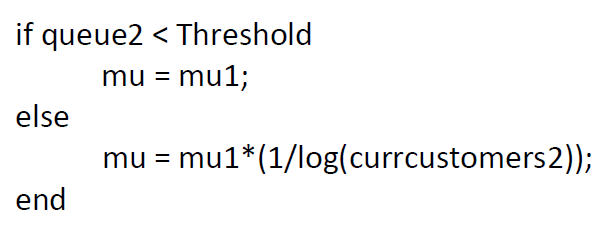 if queue2 < Threshold
mu = mu1;
else
mu = mu1*(1/log(currcustomers2));
end